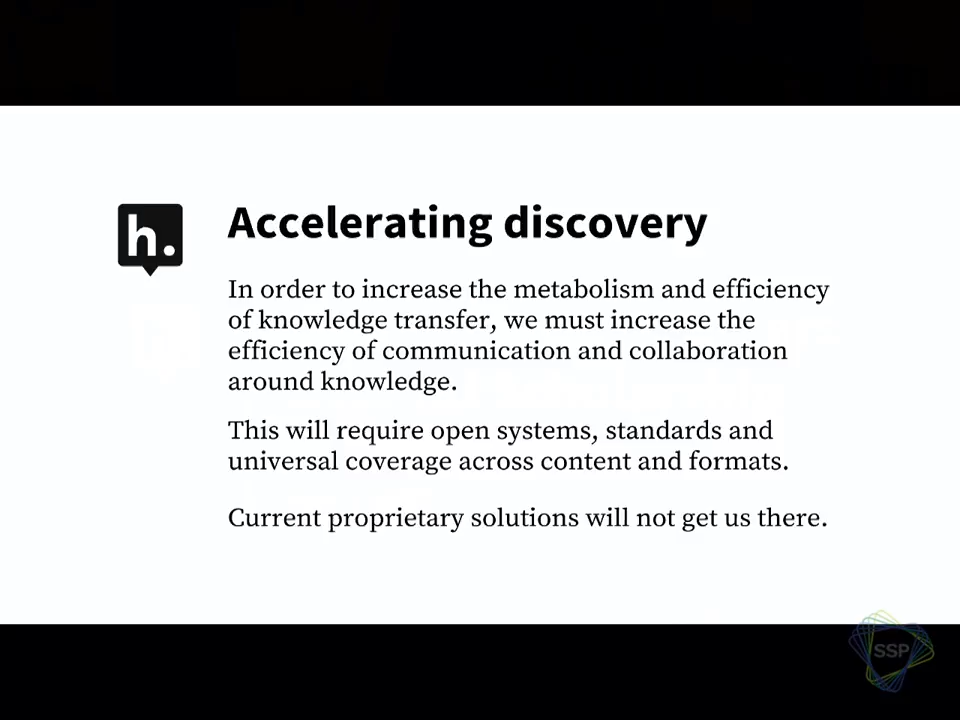 h.
Accelerating discovery
In order to increase the metabolism and efficiency
of knowledge transfer, we must increase the
efficiency of communication and collaboration
around knowledge.
This will require open systems, standards and
universal coverage across content and formats.
Current proprietary solutions will not get us there.
SSP